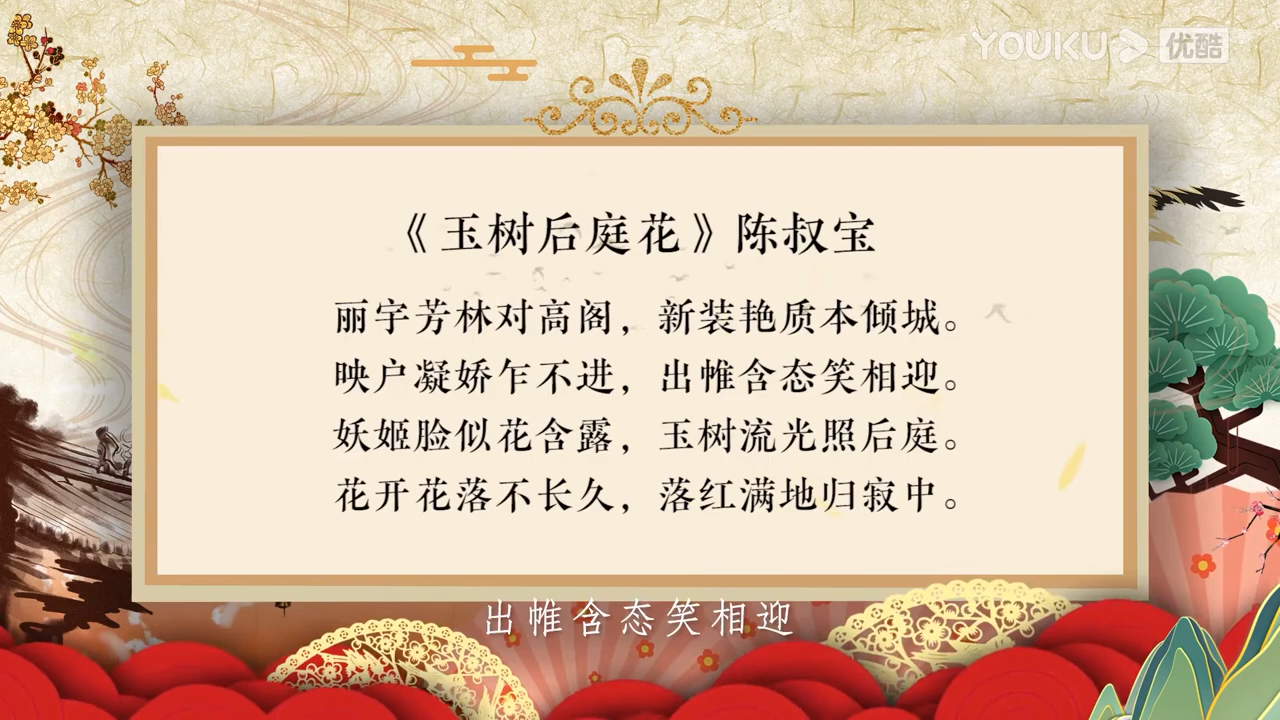 YOUKU 优酷
《玉树后庭花》陈叔宝
丽宇芳林对高阁，新装艳质本倾城。
映户凝娇乍不进，出帷含态笑相迎。
妖姬脸似花含露，玉树流光照后庭。
花开花落不长久，落红满地归寂中。
出帷含态笑相迎